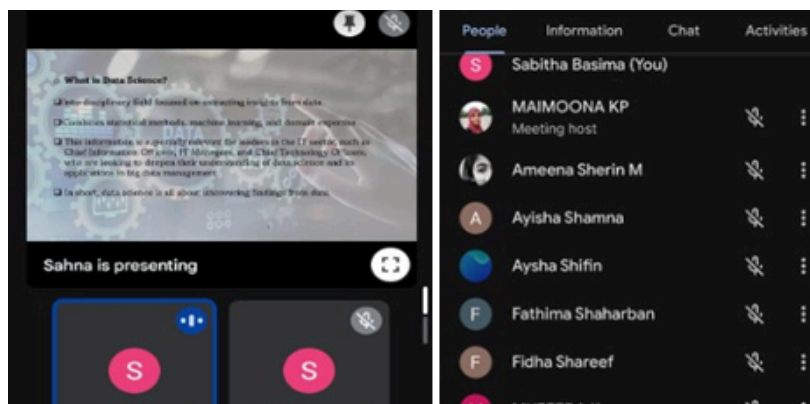 What is Data Science?
Interdisciplinary field focused on extracting insights from data.
Combines statistical methods, machine learning, and domain expertise
This information is especially relevant for leaders in the IT sector, such as
Chief Information Officers, IT Managers, and Chief Technology Officers,
who are looking to deepen their understanding of data science and its
applications in big data management.
In short, data science is all about uncovering findings from data
DATA
Sahna is presenting
S
S
People Information Chat Activities
S Sabitha Basima (You)
MAIMOONA KP
Meeting host
Ameena Sherin M
A Ayisha Shamna
Aysha Shifin
F Fathima Shaharban
F Fidha Shareef